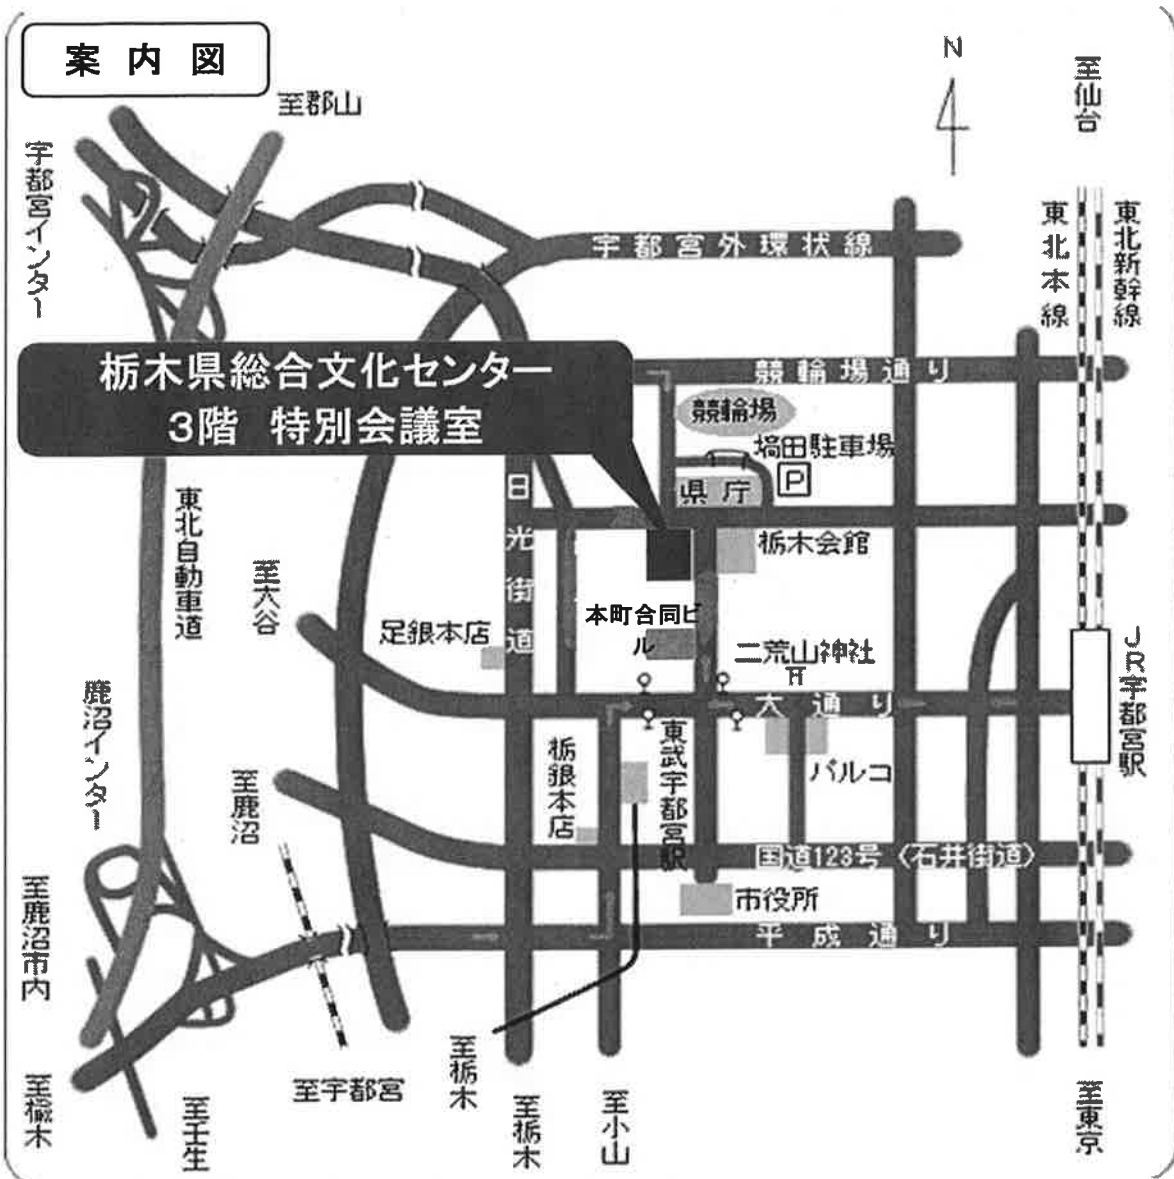 案内図
N
至郡山
至仙台
宇都宮インター
東北本線
東北新幹線
宇都宮外環状線
栃木県総合文化センター
3階 特別会議室
競輪場通り
競輪場
塙田駐車場
P
県庁
日光街道
東北自動車道
栃木会館
至大谷
足銀本店
本町合同ビ
ル
二荒山神社
JR宇都宮駅
大通り
鹿沼インター
至鹿沼
栃銀本店
東武宇都宮駅
パルコ
国道123号〈石井街道〉
市役所
至鹿沼市内
平成通り
至栃木
至宇都宮
至楡木
至壬生
至栃木
至小山
至東京